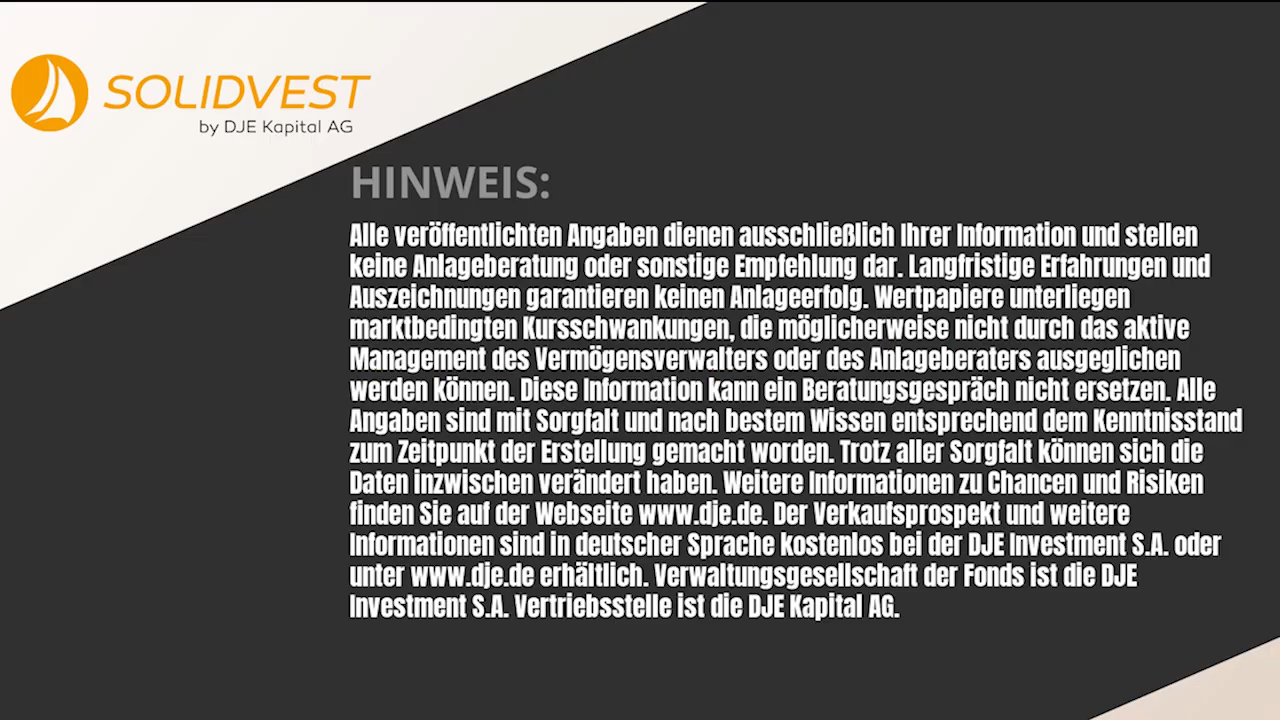 SOLIDVEST
by DJE Kapital AG
HINWEIS:
Alle veröffentlichten Angaben dienen ausschließlich Ihrer Information und stellen
keine Anlageberatung oder sonstige Empfehlung dar. Langfristige Erfahrungen und
Auszeichnungen garantieren keinen Anlageerfolg. Wertpapiere unterliegen
marktbedingten Kursschwankungen, die möglicherweise nicht durch das aktive
Management des Vermögensverwalters oder des Anlageberaters ausgeglichen
werden können. Diese Information kann ein Beratungsgespräch nicht ersetzen. Alle
Angaben sind mit Sorgfalt und nach bestem Wissen entsprechend dem Kenntnisstand
zum Zeitpunkt der Erstellung gemacht worden. Trotz aller Sorgfalt können sich die
Daten inzwischen verändert haben. Weitere Informationen zu Chancen und Risiken
finden Sie auf der Webseite www.dje.de. Der Verkaufsprospekt und weitere
Informationen sind in deutscher Sprache kostenlos bei der DJE Investment S.A. oder
unter www.dje.de erhältlich. Verwaltungsgesellschaft der Fonds ist die DJE
Investment S.A. Vertriebsstelle ist die DJE Kapital AG.